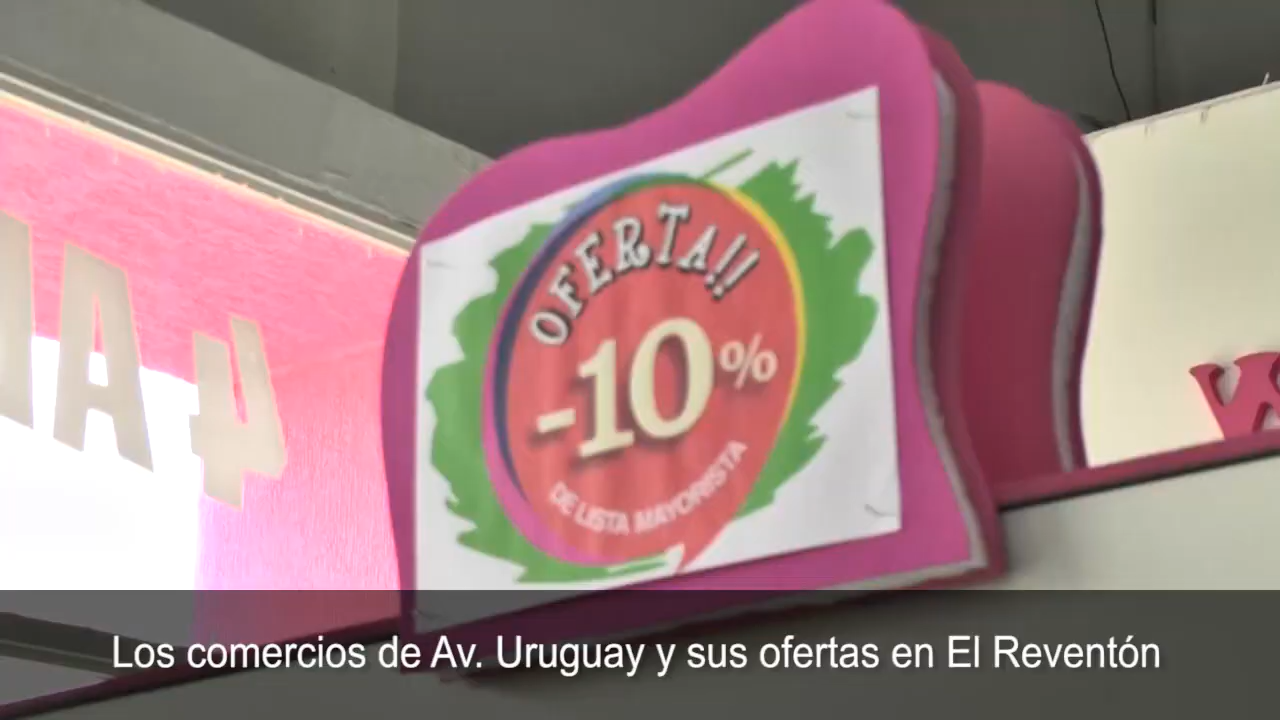 OFERTA!!
-10%
DE LISTA MAYORISTA
Los comercios de Av. Uruguay y sus ofertas en El Reventón